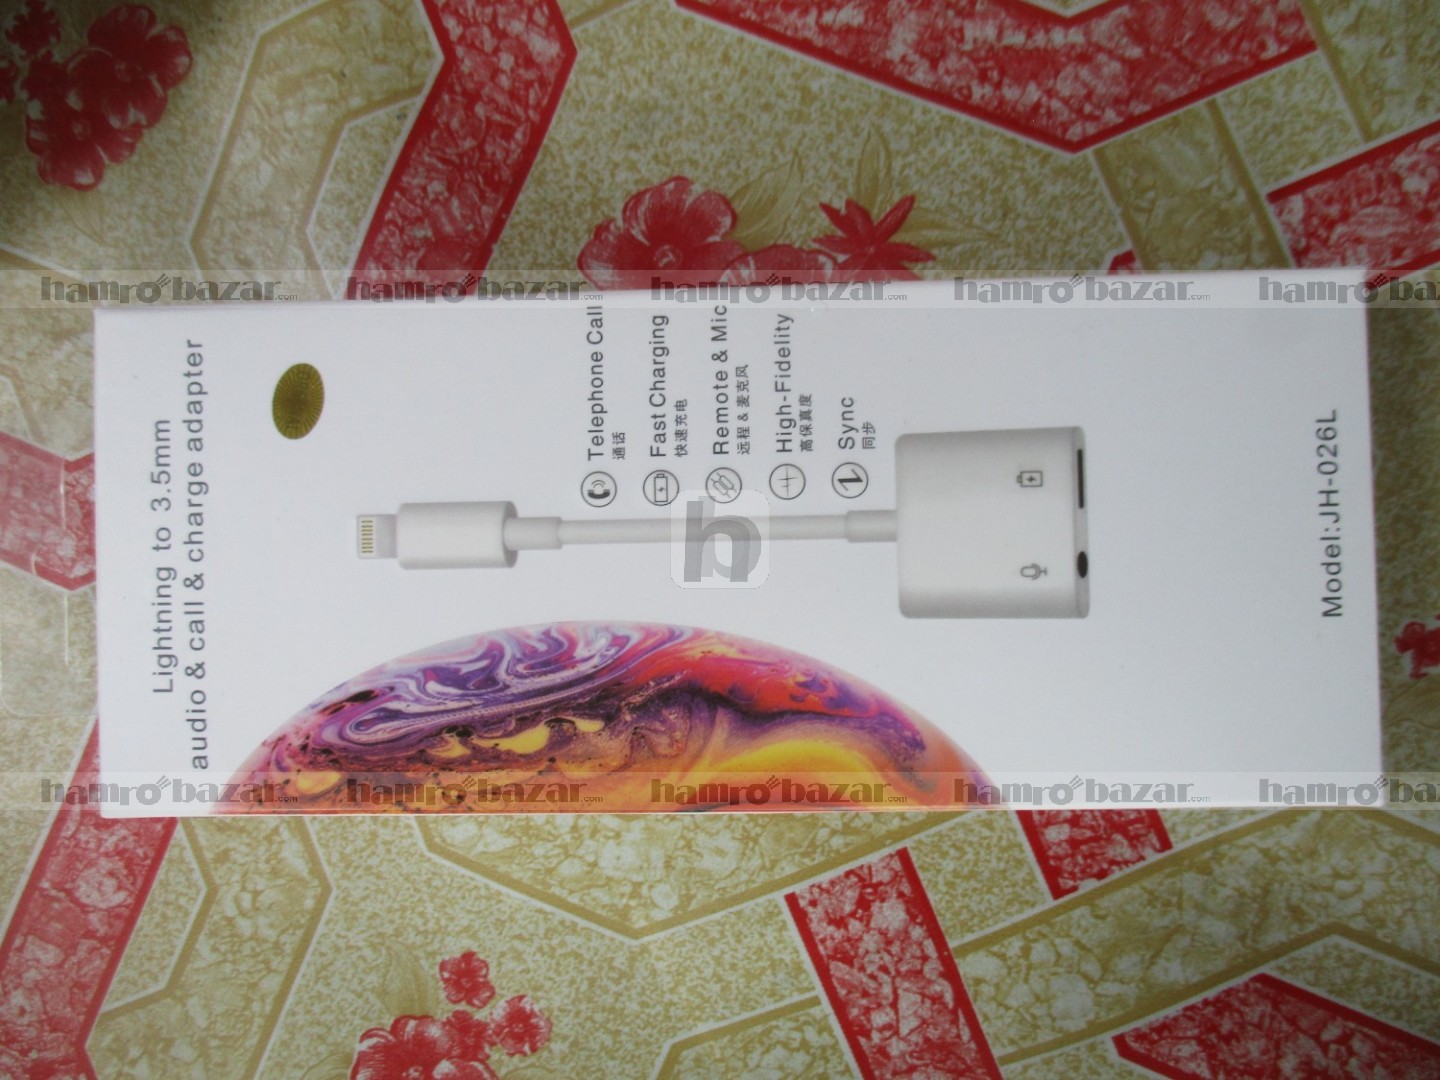 Lightning to 3.5mm
audio & call & charge adapter
Telephone Call
通话
Fast Charging
快速充电
Remote & Mic
远程 & 麦克风
High-Fidelity
高保真度
Sync
同步
Model:JH-026L
hamrobazar.com hamrobazar.com hamrobazar.com hamrobazar.com hamrobazar
h
hamrobazar.com hamrobazar.com hamrobazar.com hamrobazar.com hamrobazar